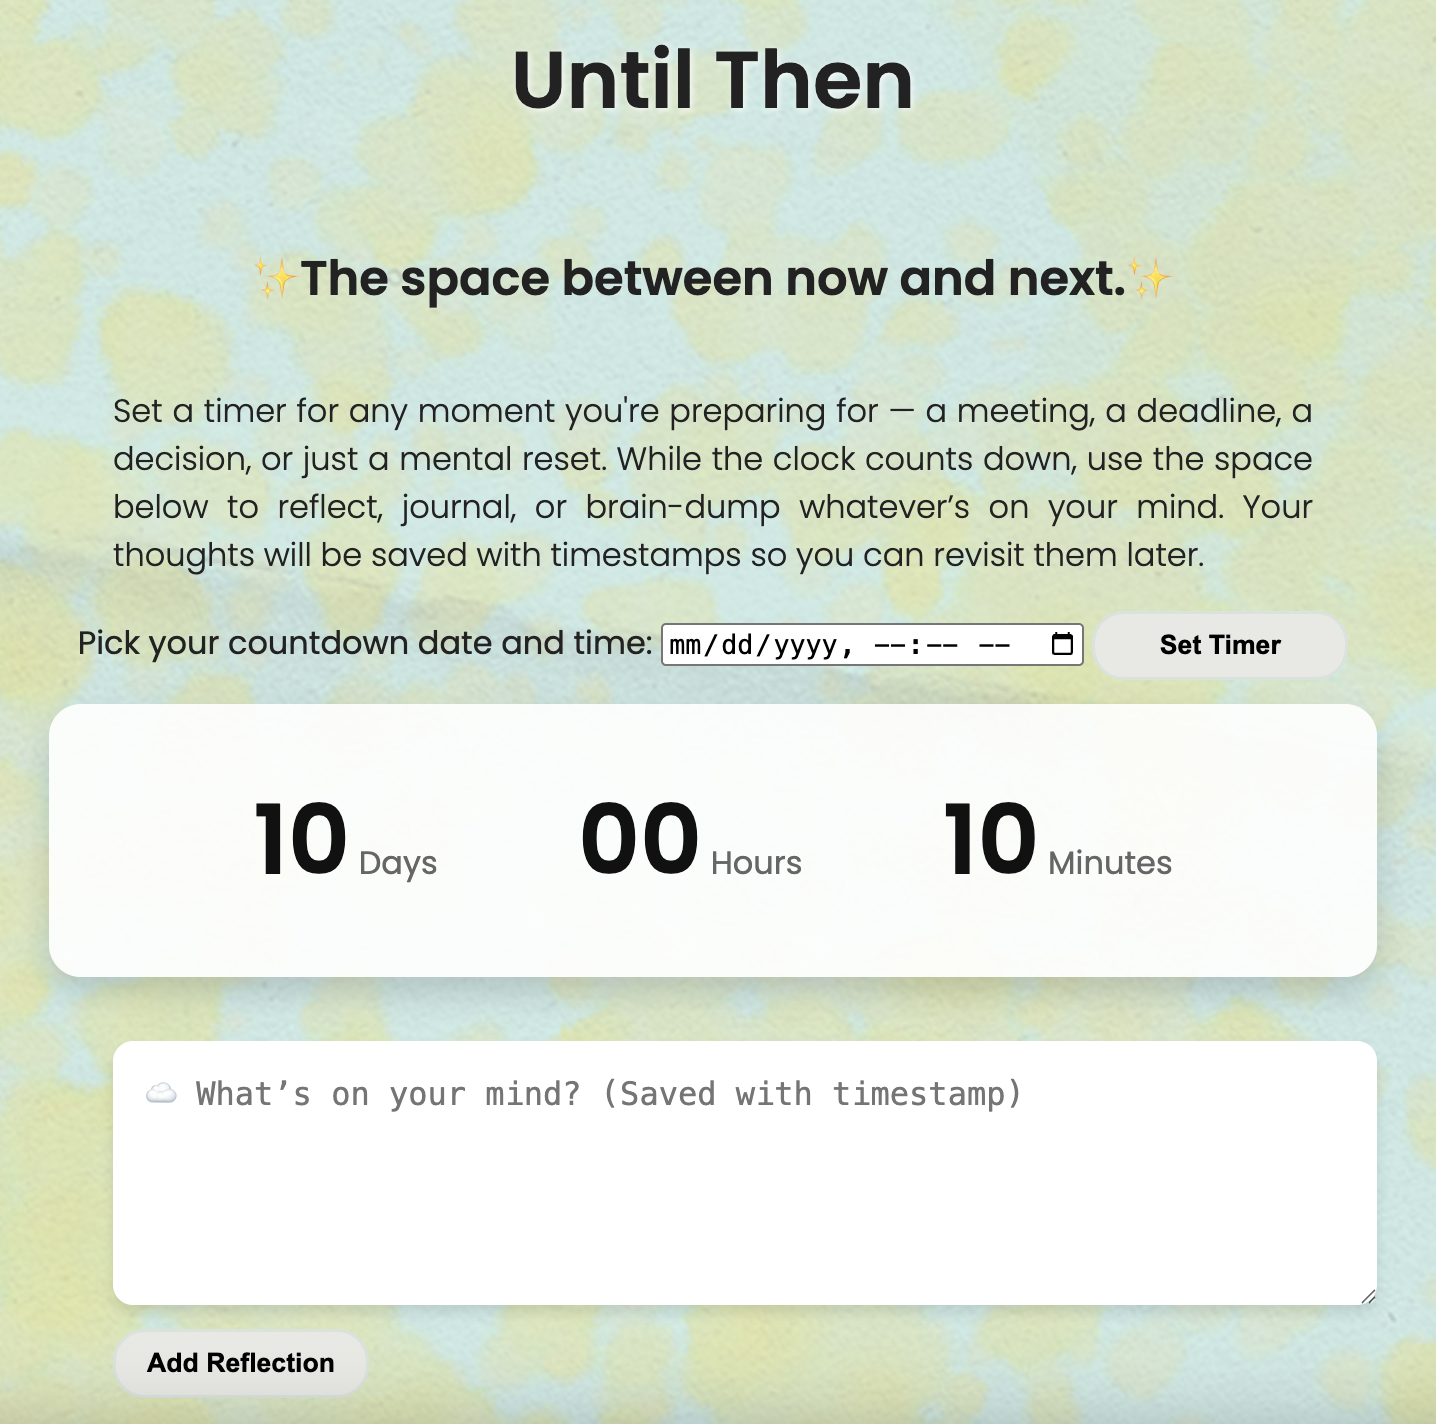 Until Then
✨The space between now and next.✨
Set a timer for any moment you're preparing for — a meeting, a deadline, a
decision, or just a mental reset. While the clock counts down, use the space
below to reflect, journal, or brain-dump whatever’s on your mind. Your
thoughts will be saved with timestamps so you can revisit them later.
Pick your countdown date and time: mm/dd/yyyy, --:-- -- Set Timer
10 Days 00 Hours 10 Minutes
☁️ What’s on your mind? (Saved with timestamp)
Add Reflection